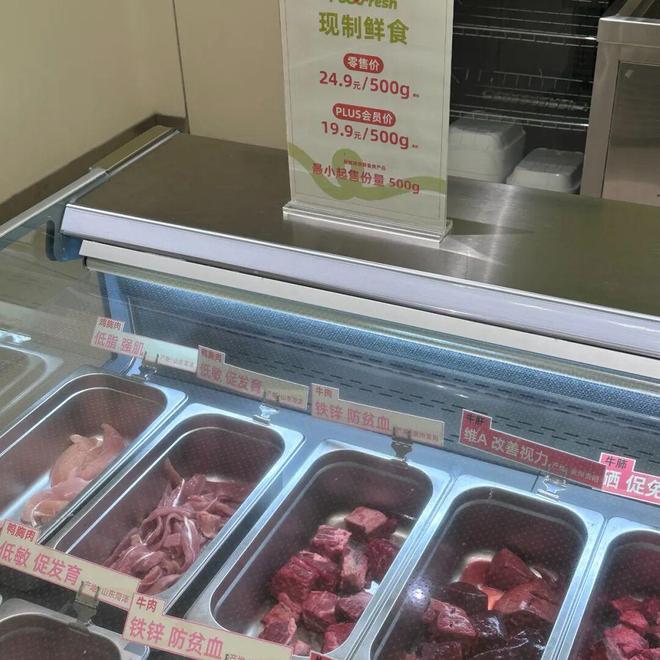 现制鲜食
零售价
24.9元/500g
PLUS会员价
19.9元/500g
最小起售份量 500g
鸡胸肉
低脂 强肌
鸭胸肉
低敏 促发育
牛肉
铁锌 防贫血
牛肝
维A 改善视力
牛肺
硒 促免
鸭胸肉
低敏 促发育
牛肉
铁锌 防贫血